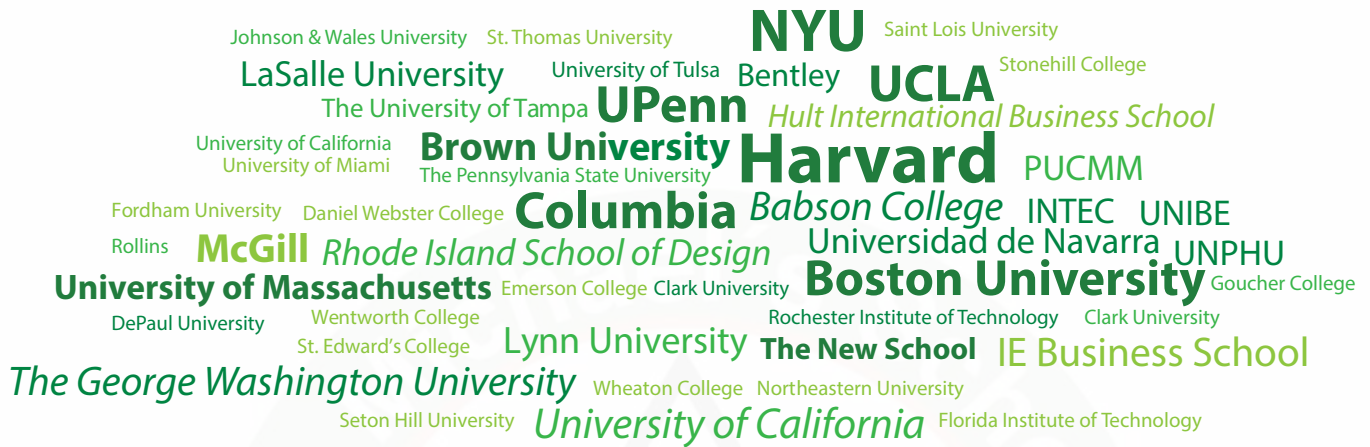 Johnson & Wales University St. Thomas University NYU Saint Lois University
LaSalle University University of Tulsa Bentley UCLA Stonehill College
The University of Tampa UPenn Hult International Business School
University of California Brown University Harvard PUCMM
University of Miami The Pennsylvania State University
Fordham University Daniel Webster College Columbia Babson College INTEC UNIBE
Rollins McGill Rhode Island School of Design Universidad de Navarra UNPHU
University of Massachusetts Emerson College Clark University Boston University Goucher College
DePaul University Wentworth College Rochester Institute of Technology Clark University
St. Edward's College Lynn University The New School IE Business School
The George Washington University Wheaton College Northeastern University
Seton Hill University University of California Florida Institute of Technology